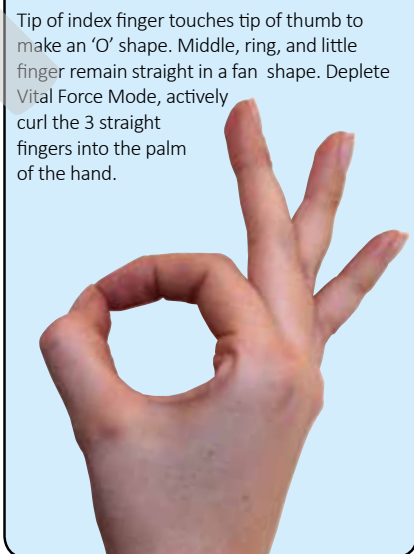 Tip of index finger touches tip of thumb to
make an ‘O’ shape. Middle, ring, and little
finger remain straight in a fan  shape. Deplete
Vital Force Mode, actively
curl the 3 straight
fingers into the palm
of the hand.